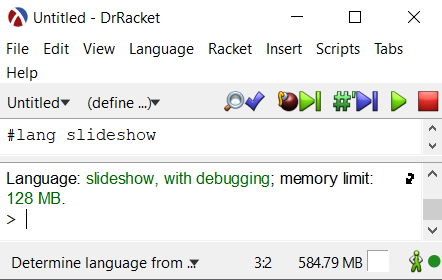 Untitled - DrRacket
File Edit View Language Racket Insert Scripts Tabs
Help
Untitled▾ (define ...)▾ #'
#lang slideshow
Language: slideshow, with debugging; memory limit:
128 MB.
>
Determine language from ..▾ 3:2 584.79 MB